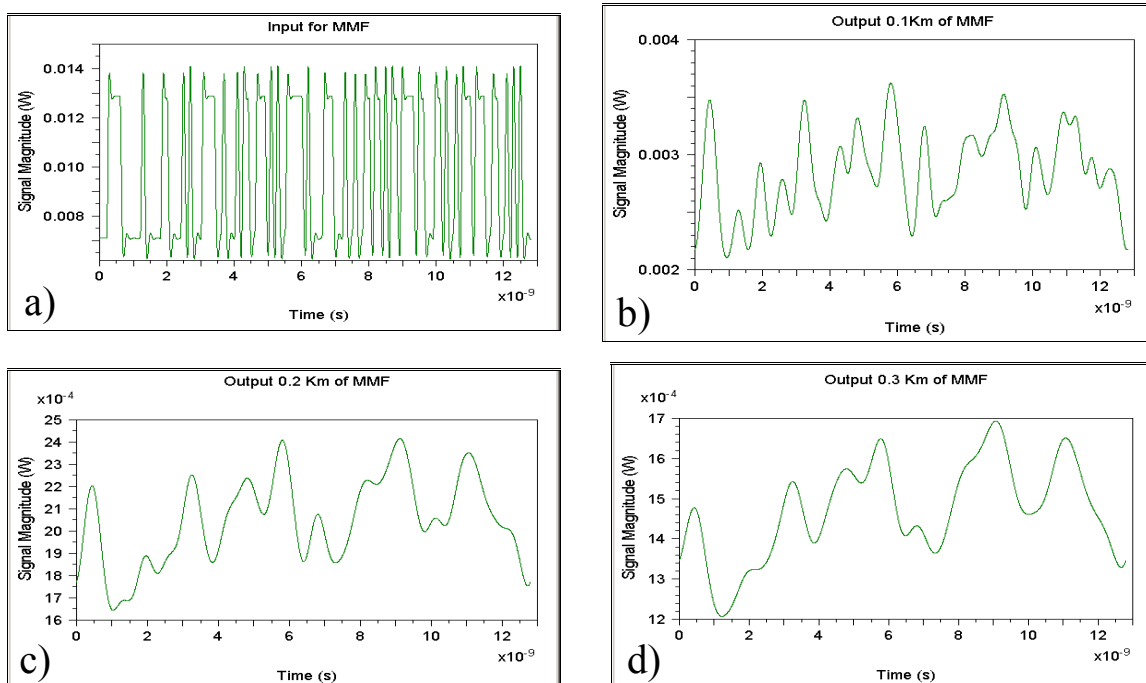 Input for MMF
Signal Magnitude (W)
0.014
0.012
0.010
0.008
0 2 4 6 8 10 12
x10-9
Time (s)
a)
Output 0.1Km of MMF
Signal Magnitude (W)
0.004
0.003
0.002
0 2 4 6 8 10 12
x10-9
Time (s)
b)
Output 0.2 Km of MMF
x10-4
Signal Magnitude (W)
25
24
23
22
21
20
19
18
17
16
0 2 4 6 8 10 12
x10-9
Time (s)
c)
Output 0.3 Km of MMF
x10-4
Signal Magnitude (W)
17
16
15
14
13
12
0 2 4 6 8 10 12
x10-9
Time (s)
d)